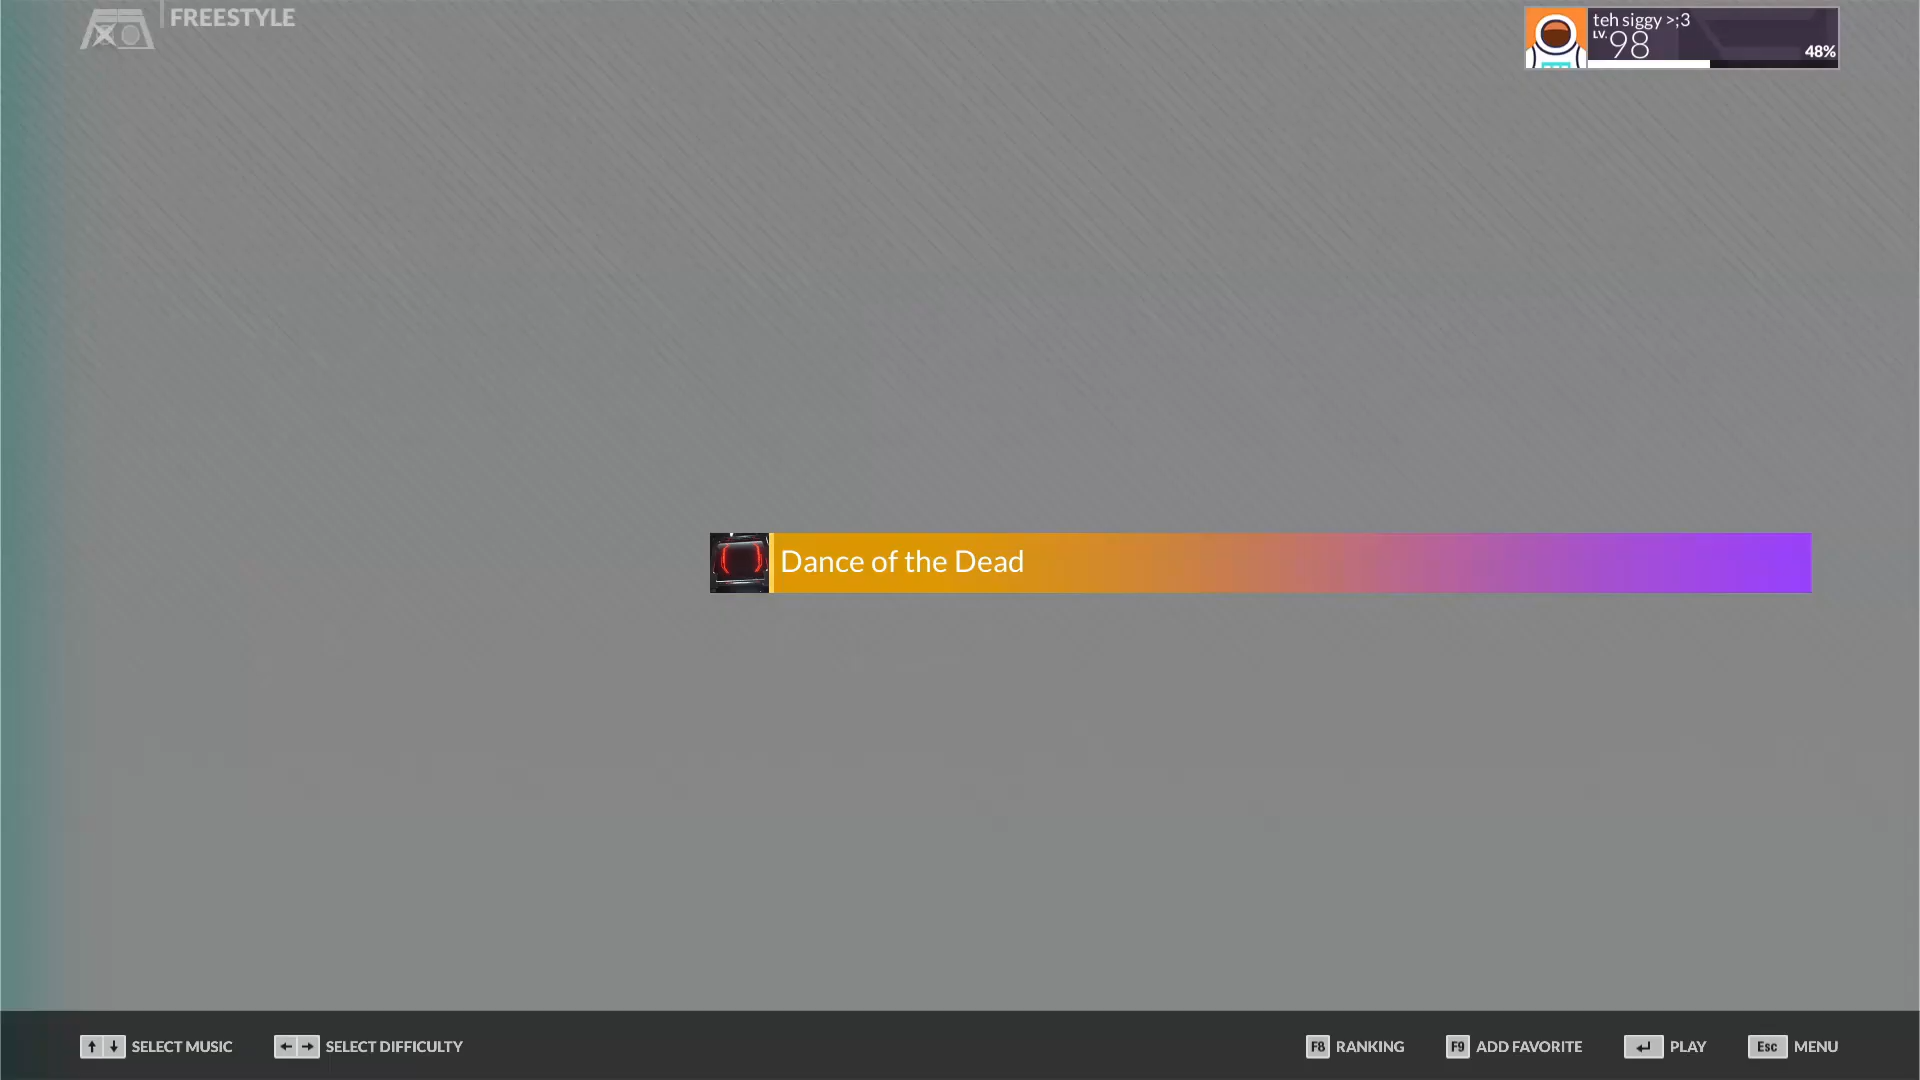 FREESTYLE
teh siggy >;3
LV. 98
48%
Dance of the Dead
↑ ↓ SELECT MUSIC
← → SELECT DIFFICULTY
F8 RANKING
F9 ADD FAVORITE
↵ PLAY
Esc MENU